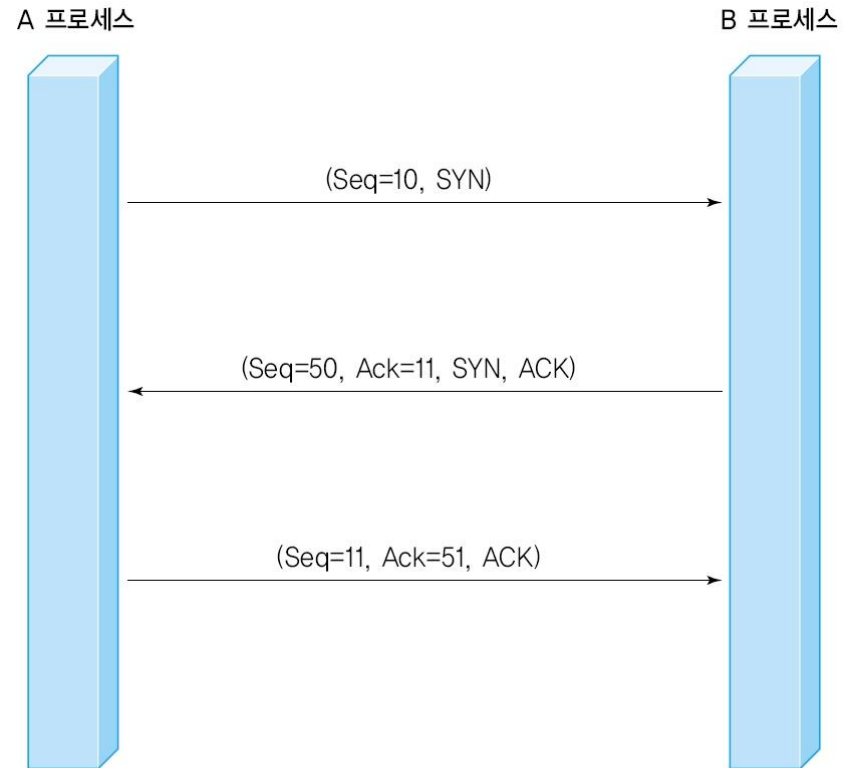 A 프로세스
B 프로세스
(Seq=10, SYN)
(Seq=50, Ack=11, SYN, ACK)
(Seq=11, Ack=51, ACK)